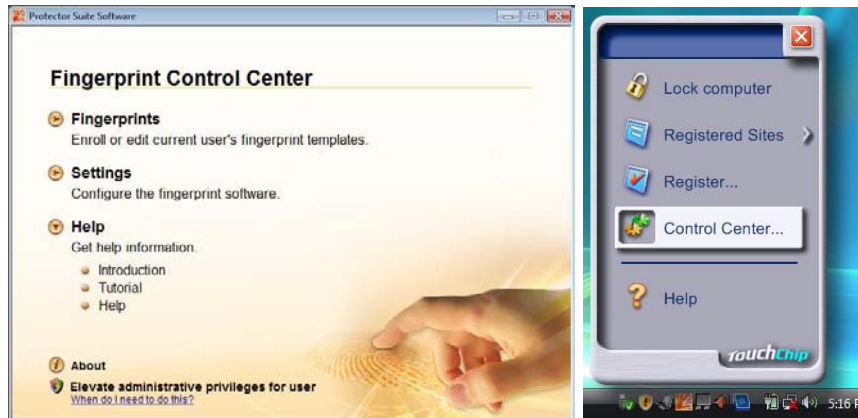 Protector Suite Software
Fingerprint Control Center
Fingerprints
Enroll or edit current user's fingerprint templates.
Settings
Configure the fingerprint software.
Help
Get help information.
Introduction
Tutorial
Help
About
Elevate administrative privileges for user
When do I need to do this?
Lock computer
Registered Sites
Register...
Control Center...
Help
TouchChip
5:16 P